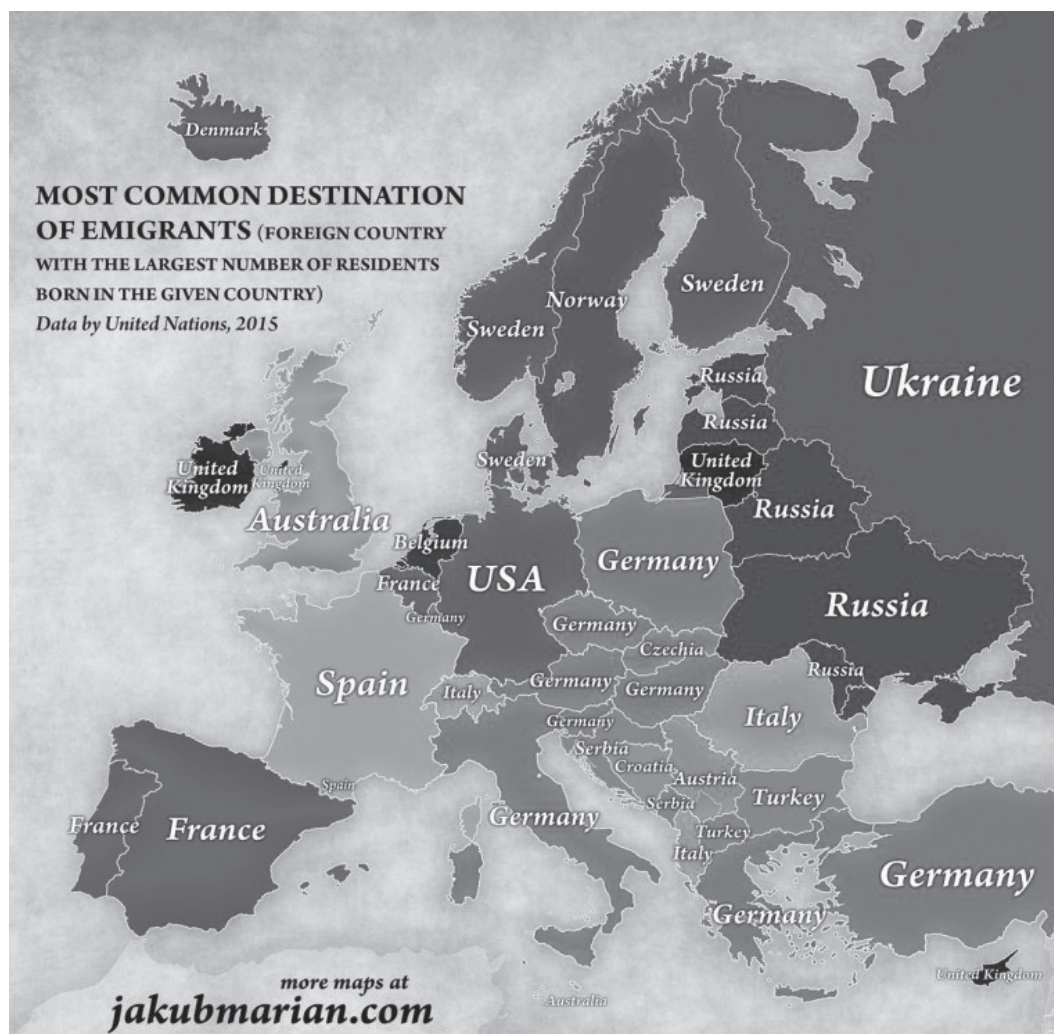 Denmark
MOST COMMON DESTINATION
OF EMIGRANTS (FOREIGN COUNTRY
WITH THE LARGEST NUMBER OF RESIDENTS
BORN IN THE GIVEN COUNTRY)
Data by United Nations, 2015
Sweden
Norway
Sweden
Russia
Ukraine
Russia
United
Kingdom
United
Kingdom
United
Kingdom
Sweden
Russia
Australia
Belgium
USA
Germany
France
Germany
Russia
Germany
Czechia
Russia
Spain
Italy
Germany
Germany
Italy
Germany
Serbia
Croatia
Austria
Spain
Serbia
Turkey
France
France
Germany
Turkey
Italy
Germany
Germany
United Kingdom
more maps at
jakubmarian.com
Australia